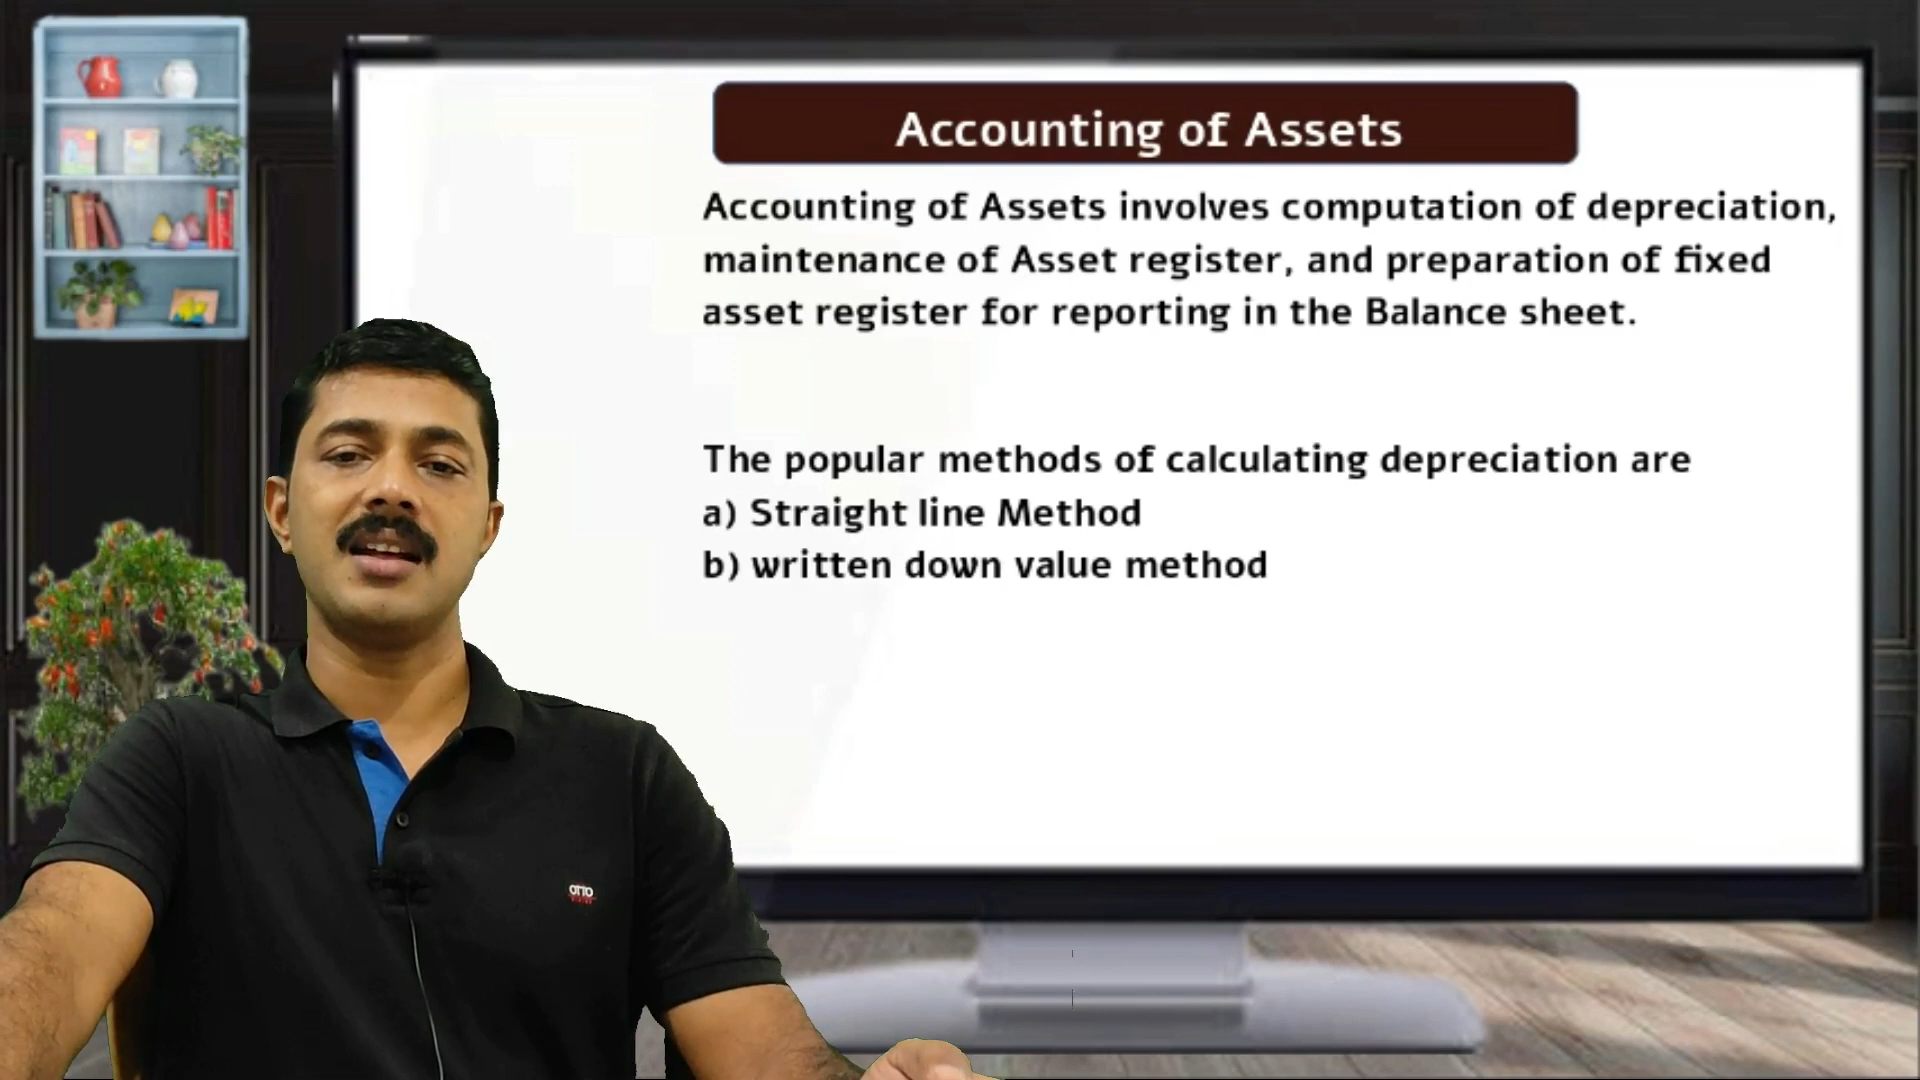 Accounting of Assets
Accounting of Assets involves computation of depreciation,
maintenance of Asset register, and preparation of fixed
asset register for reporting in the Balance sheet.
The popular methods of calculating depreciation are
a) Straight line Method
b) written down value method
OTTO